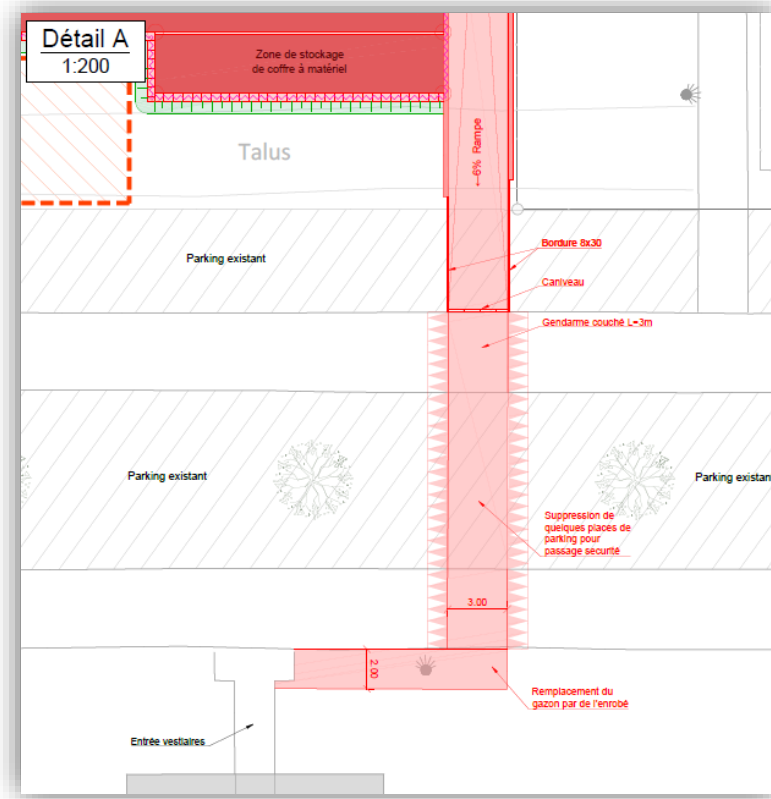 Détail A
1:200
Zone de stockage
de coffre à matériel
Talus
←6% Rampe
Parking existant
Bordure 8x30
Caniveau
Gendarme couché L=3m
Parking existant
Parking existant
Suppression de
quelques places de
parking pour
passage sécurité
3.00
2.00
Remplacement du
gazon par de l'enrobé
Entrée vestiaires